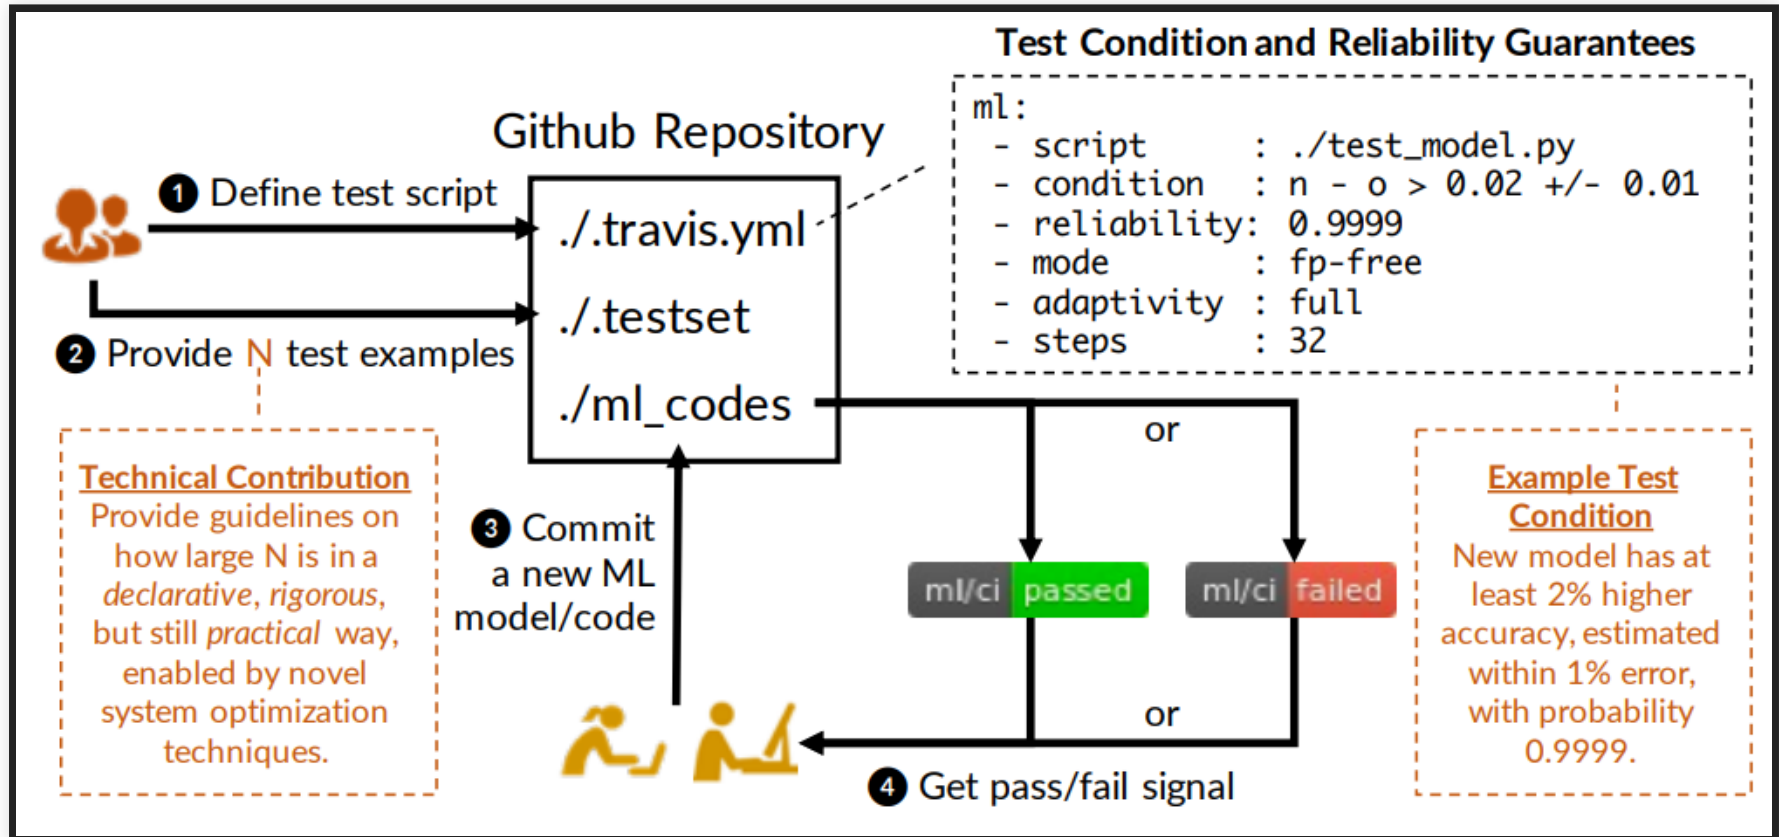 Test Condition and Reliability Guarantees
ml:
- script : ./test_model.py
- condition : n - o > 0.02 +/- 0.01
- reliability: 0.9999
- mode : fp-free
- adaptivity : full
- steps : 32
Github Repository
./.travis.yml
./.testset
./ml_codes
1 Define test script
2 Provide N test examples
Technical Contribution
Provide guidelines on
how large N is in a
declarative, rigorous,
but still practical way,
enabled by novel
system optimization
techniques.
3 Commit
a new ML
model/code
or
ml/ci passed
ml/ci failed
or
4 Get pass/fail signal
Example Test
Condition
New model has at
least 2% higher
accuracy, estimated
within 1% error,
with probability
0.9999.